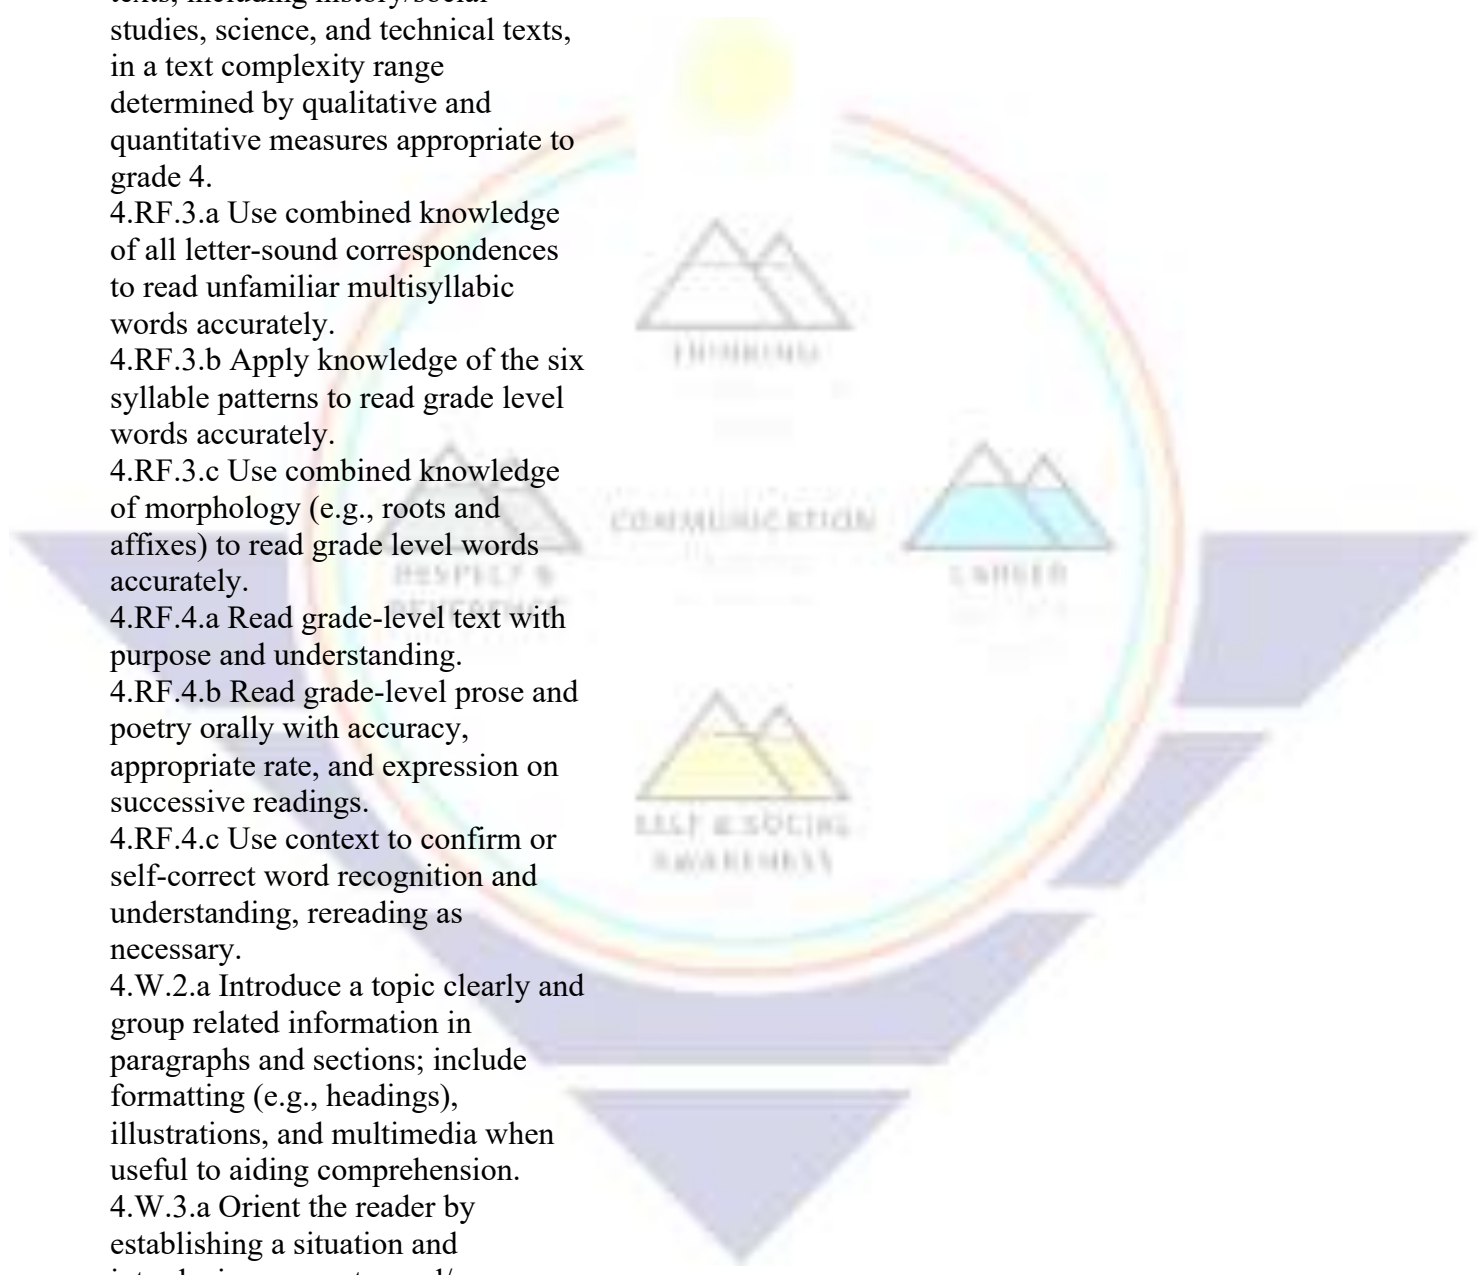 texts, including history/social
studies, science, and technical texts,
in a text complexity range
determined by qualitative and
quantitative measures appropriate to
grade 4.
4.RF.3.a Use combined knowledge
of all letter-sound correspondences
to read unfamiliar multisyllabic
words accurately.
4.RF.3.b Apply knowledge of the six
syllable patterns to read grade level
words accurately.
4.RF.3.c Use combined knowledge
of morphology (e.g., roots and
affixes) to read grade level words
accurately.
4.RF.4.a Read grade-level text with
purpose and understanding.
4.RF.4.b Read grade-level prose and
poetry orally with accuracy,
appropriate rate, and expression on
successive readings.
4.RF.4.c Use context to confirm or
self-correct word recognition and
understanding, rereading as
necessary.
4.W.2.a Introduce a topic clearly and
group related information in
paragraphs and sections; include
formatting (e.g., headings),
illustrations, and multimedia when
useful to aiding comprehension.
4.W.3.a Orient the reader by
establishing a situation and
THINKING
COMMUNICATION
RESPECT &
CAREER
SELF & SOCIAL
AWARENESS